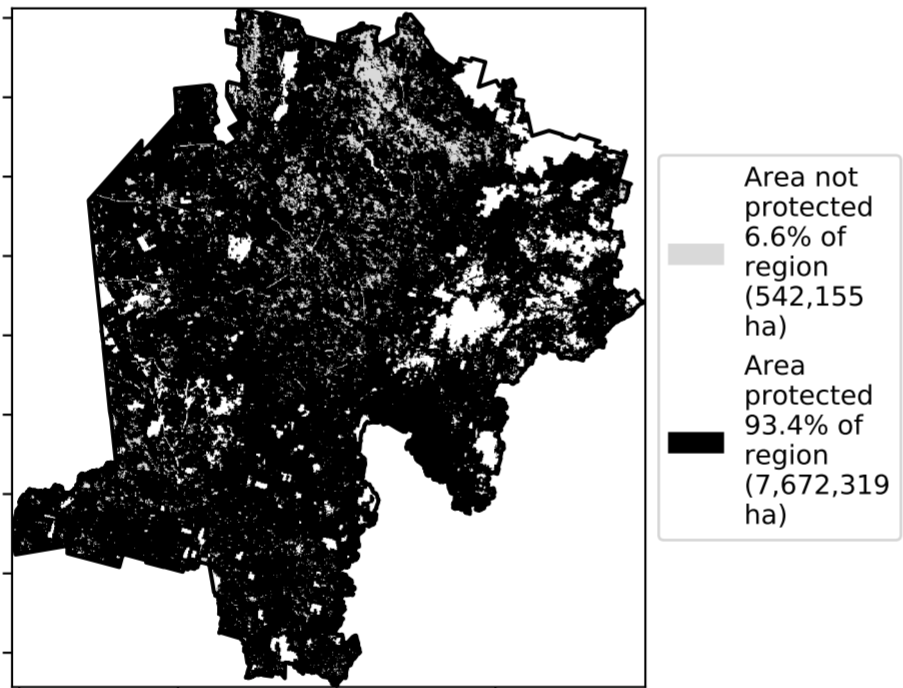 Area not
protected
6.6% of
region
(542,155
ha)
Area
protected
93.4% of
region
(7,672,319
ha)